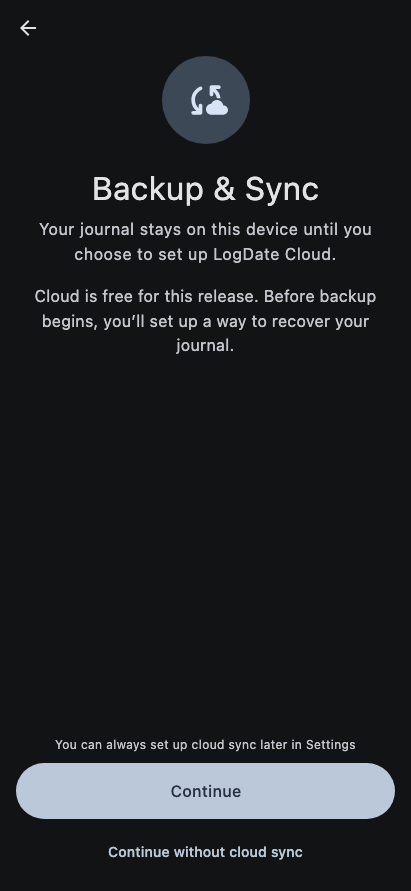 Backup & Sync
Your journal stays on this device until you
choose to set up LogDate Cloud.
Cloud is free for this release. Before backup
begins, you’ll set up a way to recover your
journal.
You can always set up cloud sync later in Settings
Continue
Continue without cloud sync